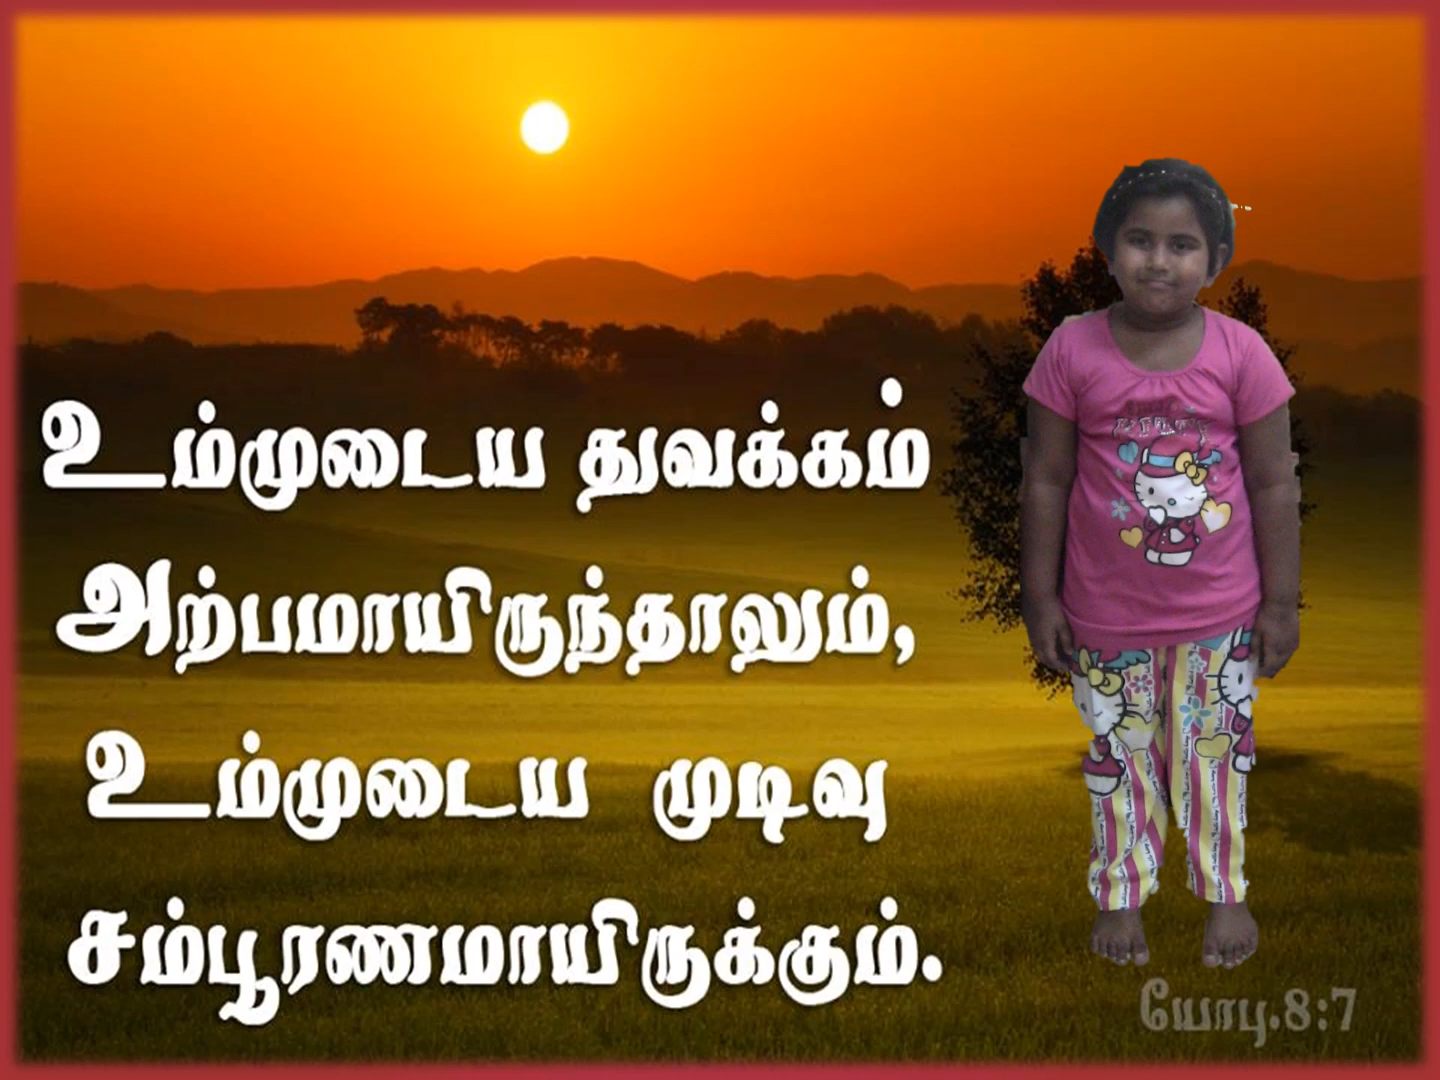 உம்முடைய துவக்கம்
அற்பமாயிருந்தாலும்,
உம்முடைய முடிவு
சம்பூரணமாயிருக்கும்.
யோபு.8:7